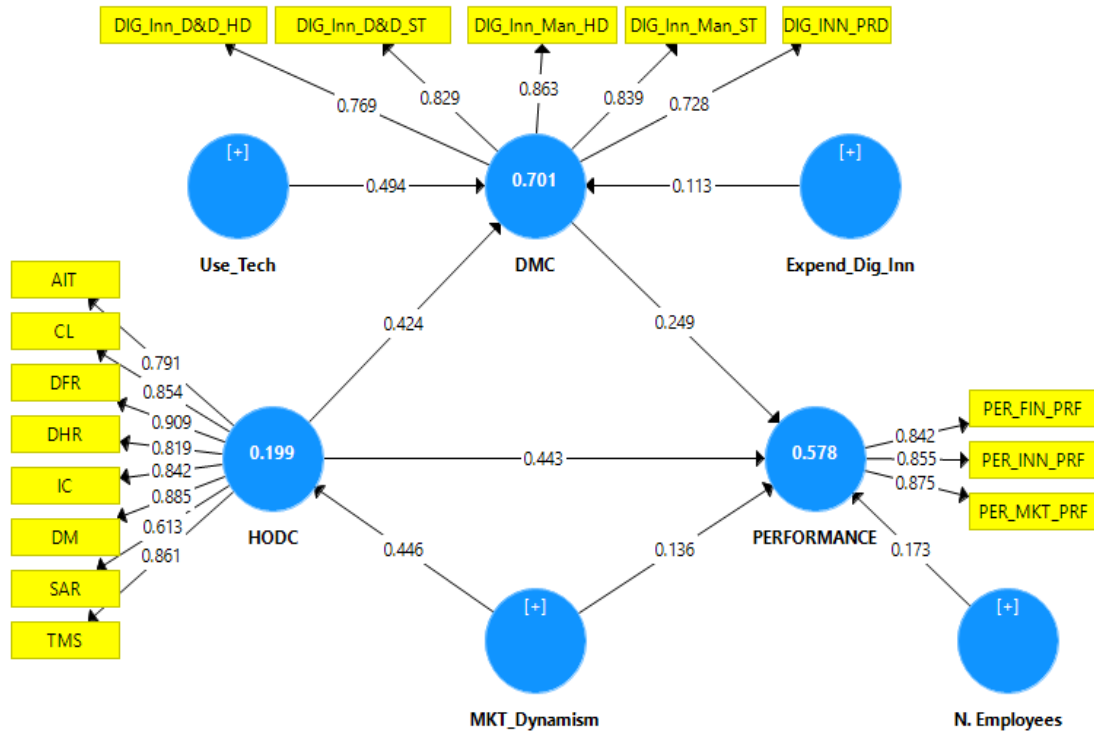 DIG_Inn_D&D_HD
DIG_Inn_D&D_ST
DIG_Inn_Man_HD
DIG_Inn_Man_ST
DIG_INN_PRD
0.769
0.829
0.863
0.839
0.728
[+]
0.494
0.701
0.113
[+]
Use_Tech
DMC
Expend_Dig_Inn
AIT
CL
DFR
DHR
IC
DM
SAR
TMS
0.791
0.854
0.909
0.819
0.842
0.885
0.613
0.861
0.424
0.249
0.199
HODC
0.443
0.578
PERFORMANCE
0.842
0.855
0.875
PER_FIN_PRF
PER_INN_PRF
PER_MKT_PRF
0.446
0.136
0.173
[+]
MKT_Dynamism
[+]
N. Employees